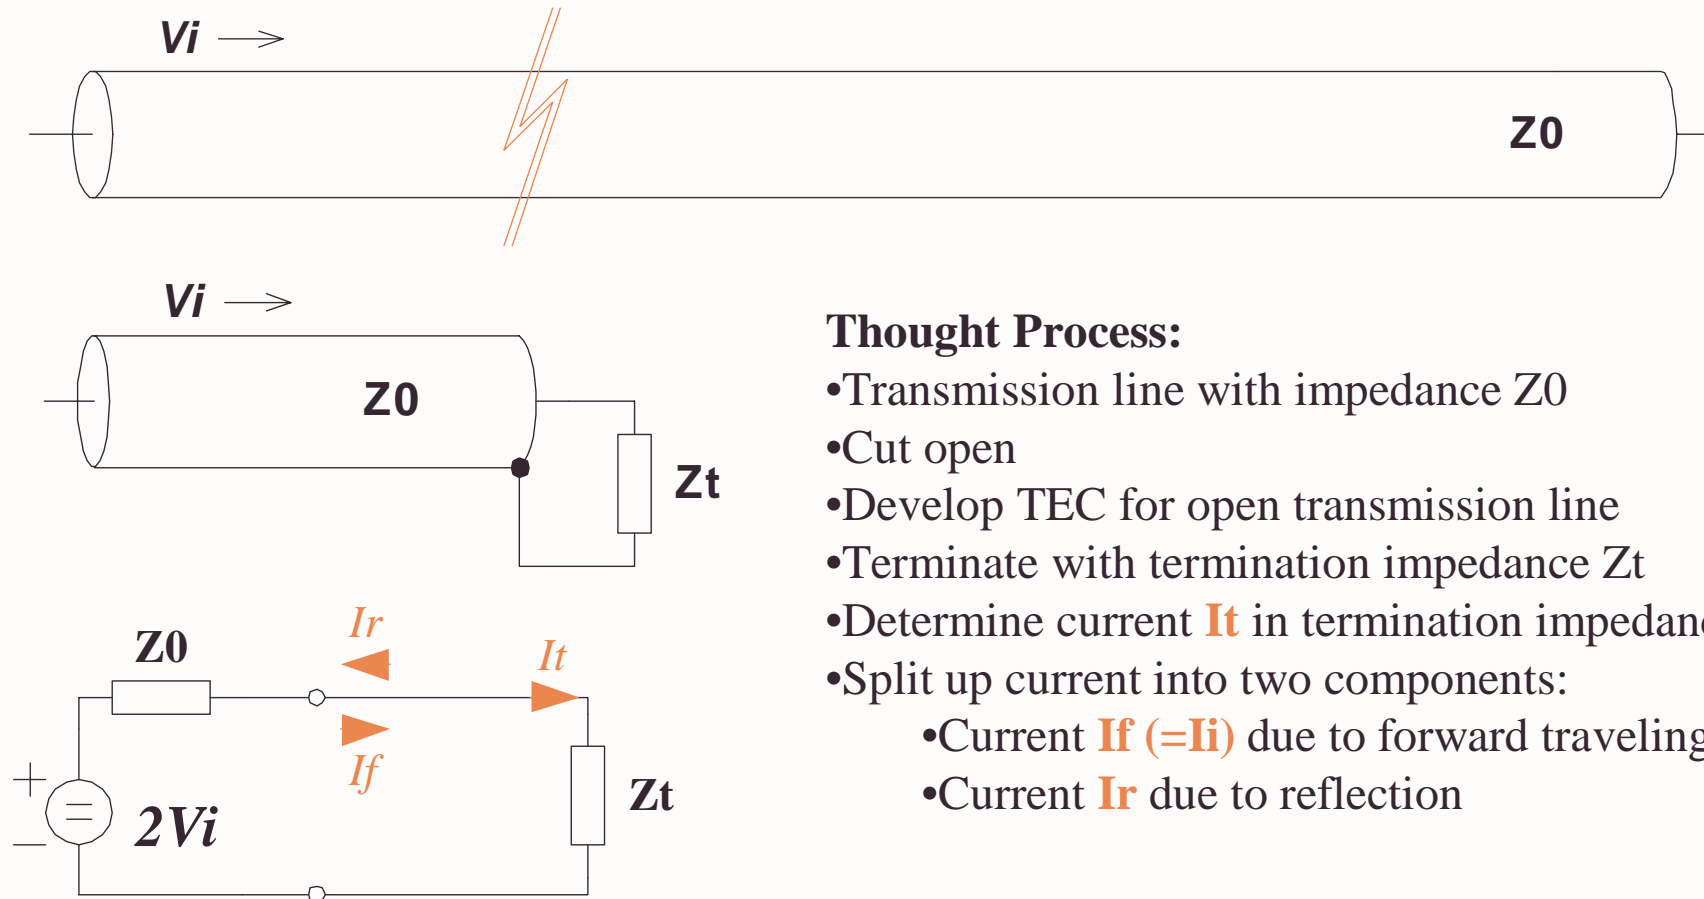 Vi
Z0
Vi
Z0
Zt
Thought Process:
•Transmission line with impedance Z0
•Cut open
•Develop TEC for open transmission line
•Terminate with termination impedance Zt
•Determine current It in termination impedanc
•Split up current into two components:
•Current If (=Ii) due to forward traveling
•Current Ir due to reflection
Z0
Ir
It
If
+
−
2Vi
Zt